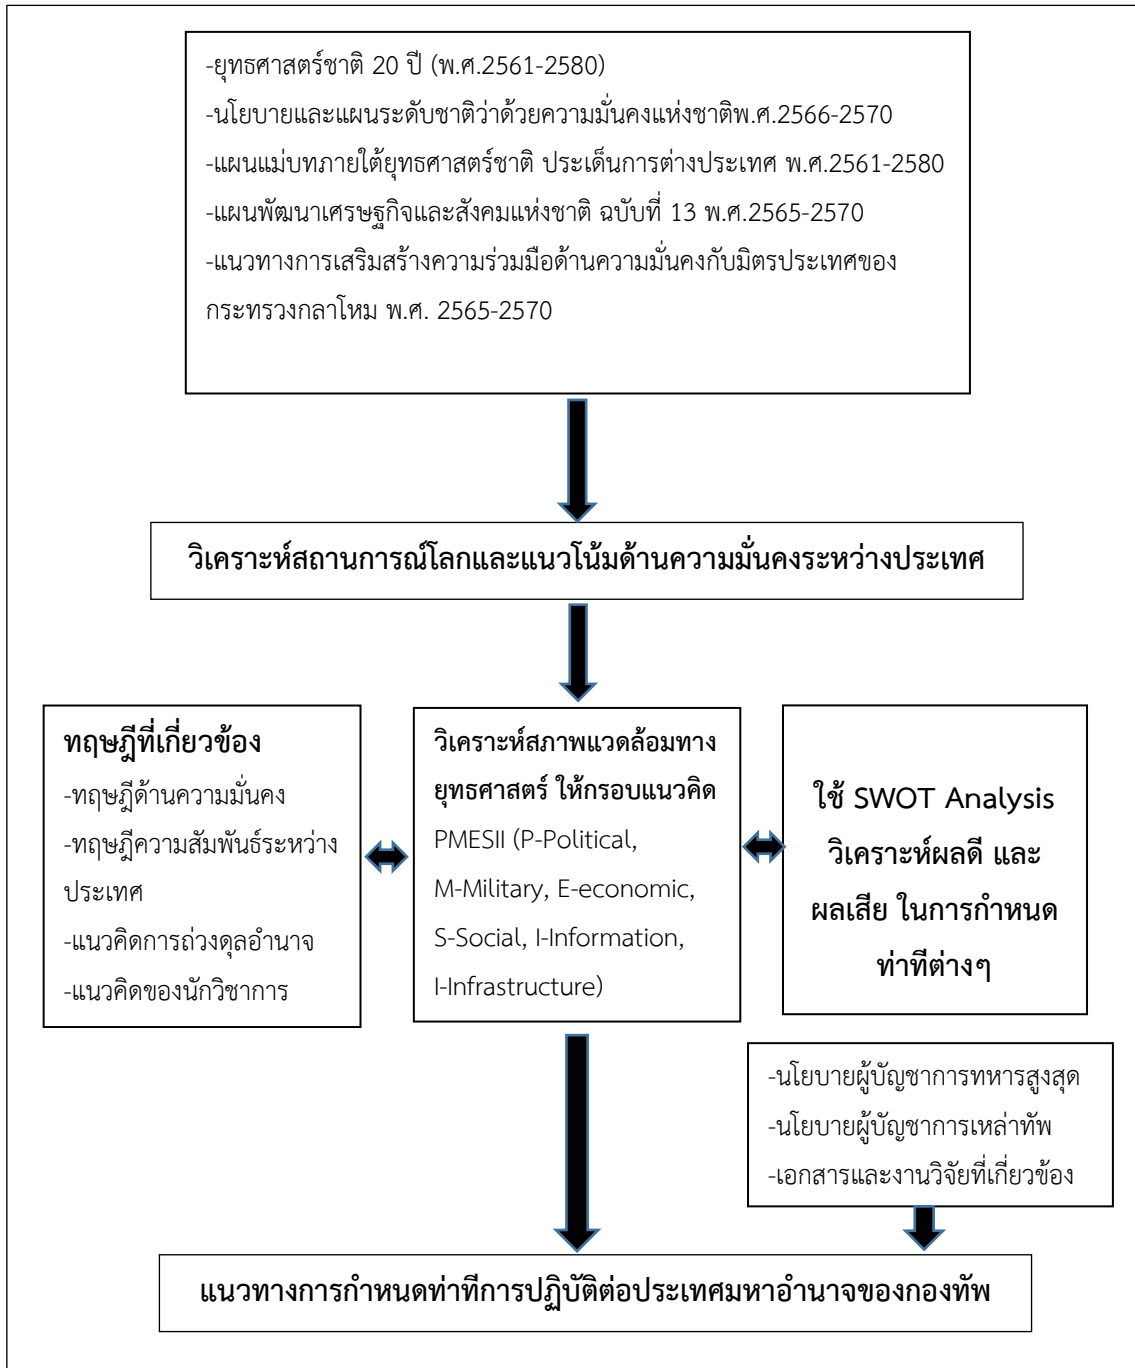 -ยุทธศาสตร์ชาติ 20 ปี (พ.ศ.2561-2580)
-นโยบายและแผนระดับชาติว่าด้วยความมั่นคงแห่งชาติพ.ศ.2566-2570
-แผนแม่บทภายใต้ยุทธศาสตร์ชาติ ประเด็นการต่างประเทศ พ.ศ.2561-2580
-แผนพัฒนาเศรษฐกิจและสังคมแห่งชาติ ฉบับที่ 13 พ.ศ.2565-2570
-แนวทางการเสริมสร้างความร่วมมือด้านความมั่นคงกับมิตรประเทศของ
กระทรวงกลาโหม พ.ศ. 2565-2570
วิเคราะห์สถานการณ์โลกและแนวโน้มด้านความมั่นคงระหว่างประเทศ
ทฤษฎีที่เกี่ยวข้อง
-ทฤษฎีด้านความมั่นคง
-ทฤษฎีความสัมพันธ์ระหว่าง
ประเทศ
-แนวคิดการถ่วงดุลอำนาจ
-แนวคิดของนักวิชาการ
วิเคราะห์สภาพแวดล้อมทาง
ยุทธศาสตร์ ให้กรอบแนวคิด
PMESII (P-Political,
M-Military, E-economic,
S-Social, I-Information,
I-Infrastructure)
ใช้ SWOT Analysis
วิเคราะห์ผลดี และ
ผลเสีย ในการกำหนด
ท่าทีต่างๆ
-นโยบายผู้บัญชาการทหารสูงสุด
-นโยบายผู้บัญชาการเหล่าทัพ
-เอกสารและงานวิจัยที่เกี่ยวข้อง
แนวทางการกำหนดท่าทีการปฏิบัติต่อประเทศมหาอำนาจของกองทัพ